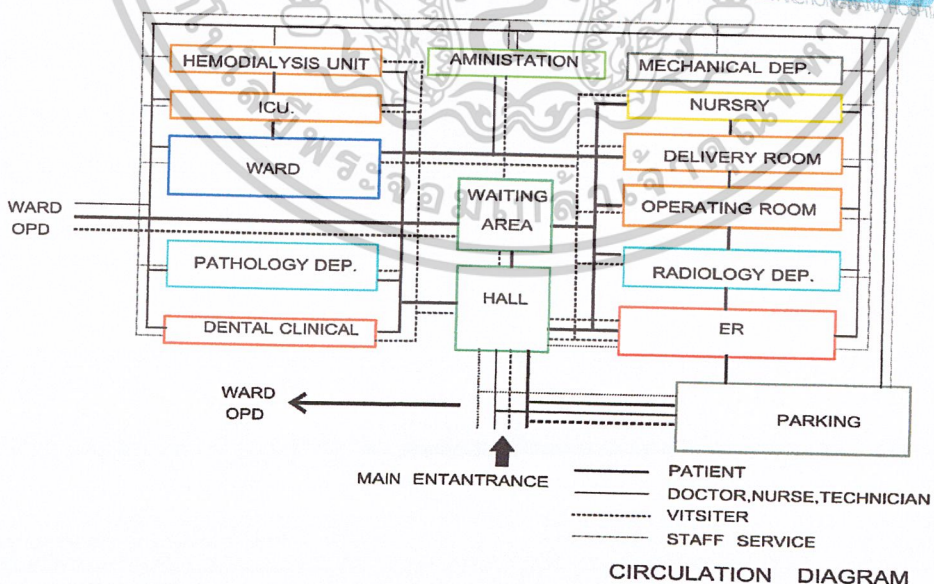 HEMODIALYSIS UNIT
AMINISTATION
MECHANICAL DEP.
ICU.
NURSRY
WARD
DELIVERY ROOM
WAITING
AREA
OPERATING ROOM
WARD
OPD
PATHOLOGY DEP.
RADIOLOGY DEP.
HALL
DENTAL CLINICAL
ER
WARD
OPD
PARKING
MAIN ENTANTRANCE
PATIENT
DOCTOR,NURSE,TECHNICIAN
VITSITER
STAFF SERVICE
CIRCULATION DIAGRAM